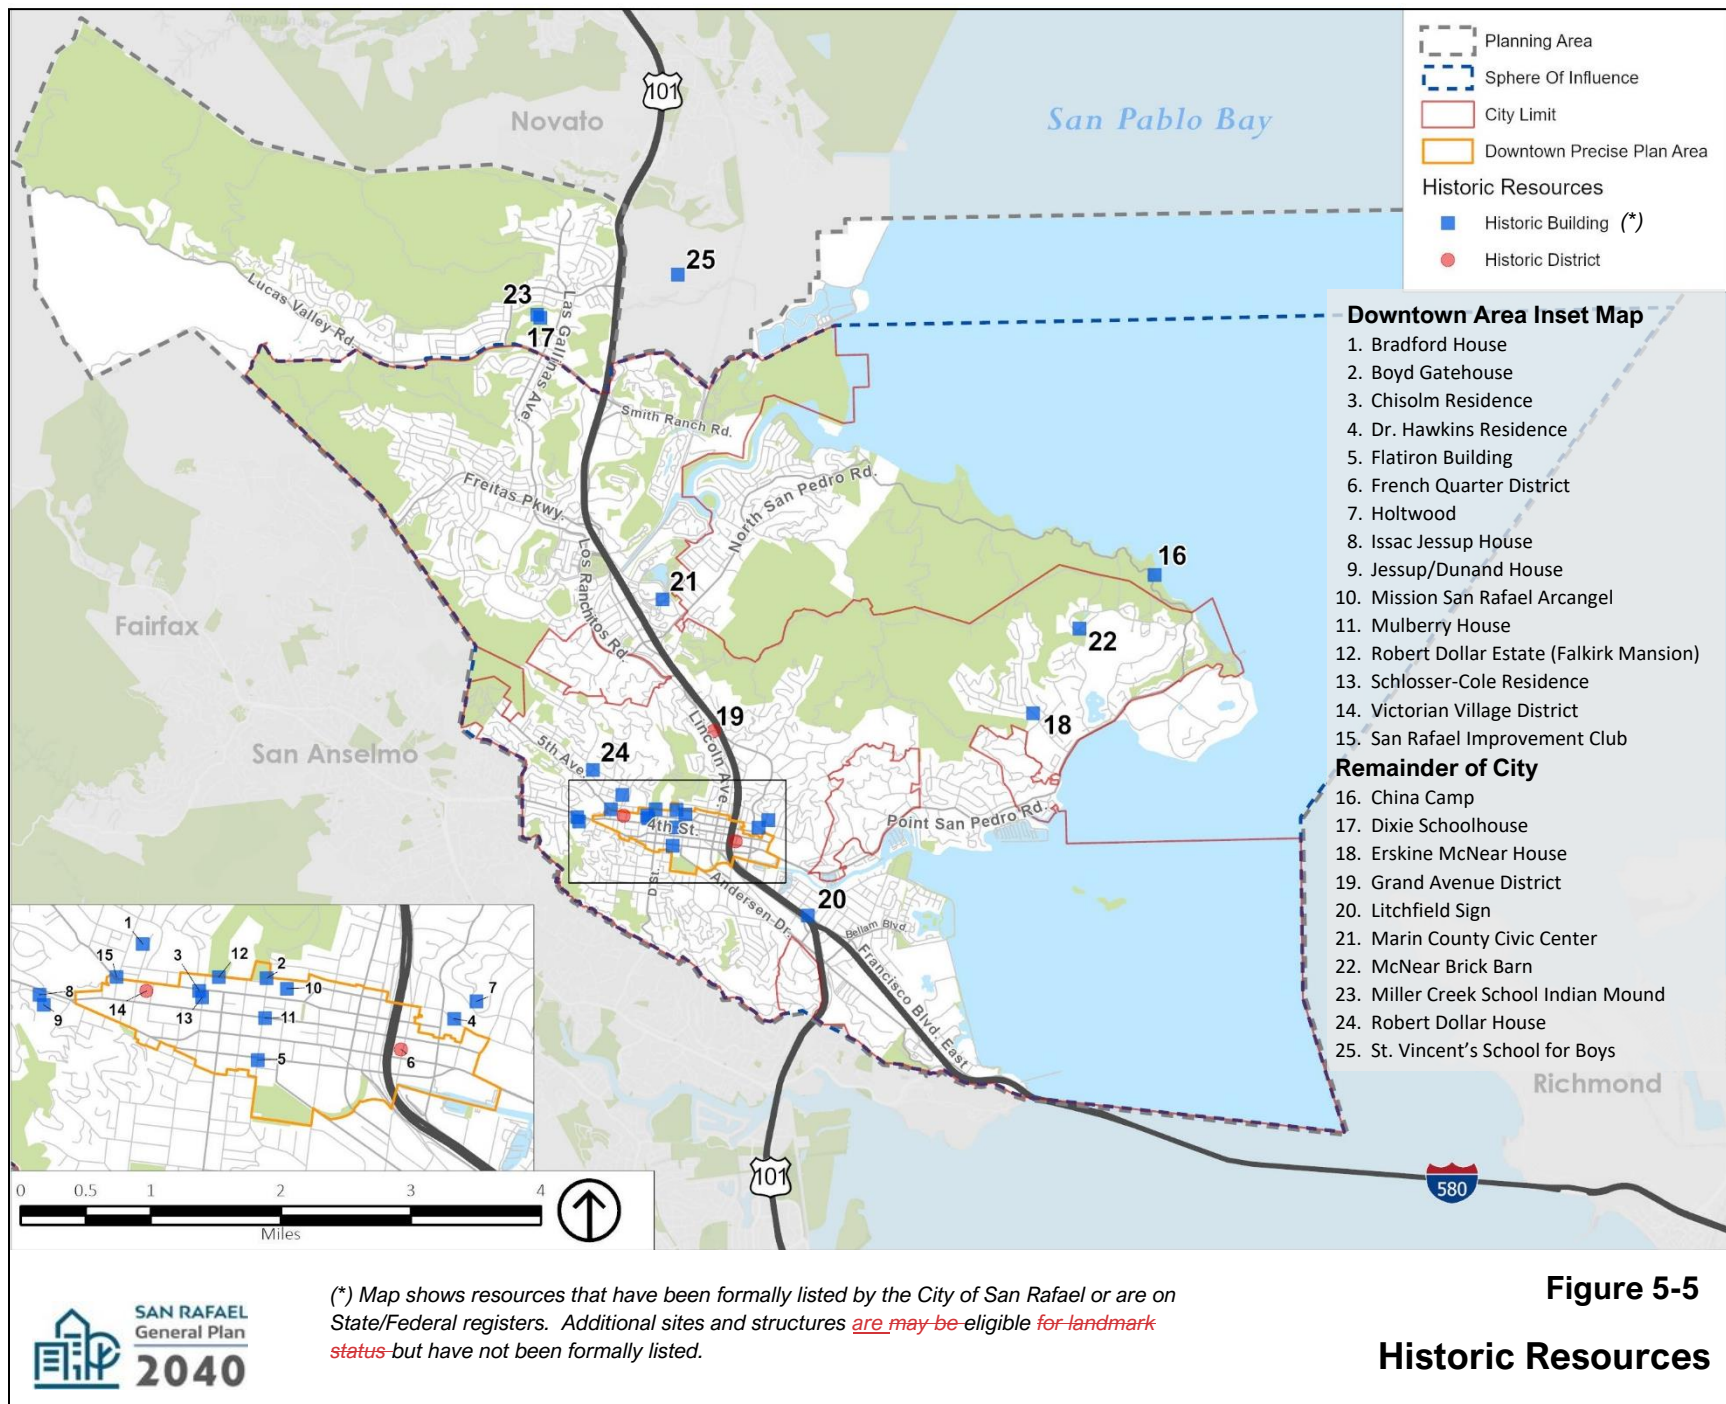 Novato
101
San Pablo Bay
Planning Area
Sphere Of Influence
City Limit
Downtown Precise Plan Area
Historic Resources
Historic Building (*)
Historic District
Downtown Area Inset Map
1. Bradford House
2. Boyd Gatehouse
3. Chisolm Residence
4. Dr. Hawkins Residence
5. Flatiron Building
6. French Quarter District
7. Holtwood
8. Issac Jessup House
9. Jessup/Dunand House
10. Mission San Rafael Arcangel
11. Mulberry House
12. Robert Dollar Estate (Falkirk Mansion)
13. Schlosser-Cole Residence
14. Victorian Village District
15. San Rafael Improvement Club
Remainder of City
16. China Camp
17. Dixie Schoolhouse
18. Erskine McNear House
19. Grand Avenue District
20. Litchfield Sign
21. Marin County Civic Center
22. McNear Brick Barn
23. Miller Creek School Indian Mound
24. Robert Dollar House
25. St. Vincent's School for Boys
Richmond
25
23
17
Lucas Valley Rd.
Las Gallinas Ave.
Smith Ranch Rd.
Freitas Pkwy.
North San Pedro Rd.
Los Ranchitos Rd.
21
16
22
18
Fairfax
San Anselmo
19
Lincoln Ave.
24
5th Ave.
4th St.
D St.
Point San Pedro Rd.
Andersen Dr.
20
Bellam Blvd.
Francisco Blvd. East
1
15
3
12
2
10
7
8
9
14
13
11
4
5
6
0
0.5
1
2
3
4
Miles
101
580
SAN RAFAEL
General Plan
2040
(*) Map shows resources that have been formally listed by the City of San Rafael or are on
State/Federal registers. Additional sites and structures are may be eligible for landmark
status but have not been formally listed.
Figure 5-5
Historic Resources